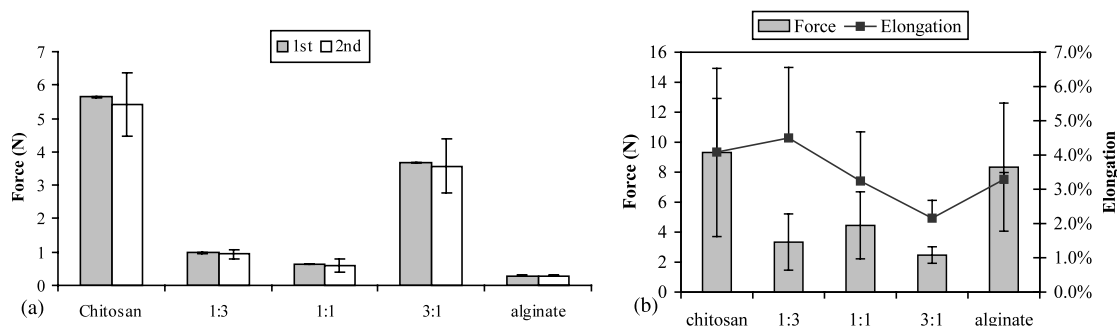 1st 2nd
Force (N)
7
6
5
4
3
2
1
0
Chitosan 1:3 1:1 3:1 alginate
(a)
Force Elongation
Force (N)
16
14
12
10
8
6
4
2
0
7.0%
6.0%
5.0%
4.0%
3.0%
2.0%
1.0%
0.0%
Elongation
chitosan 1:3 1:1 3:1 alginate
(b)